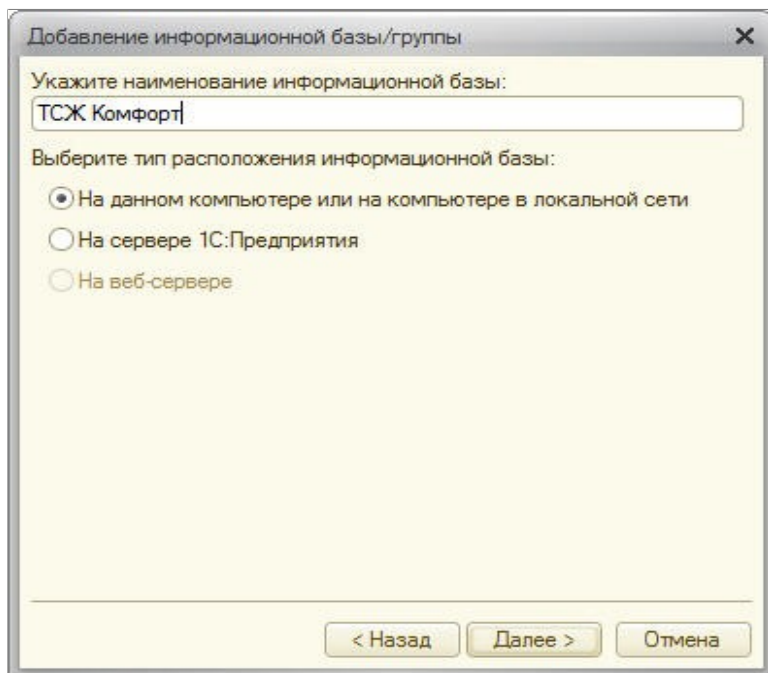 Добавление информационной базы/группы
Укажите наименование информационной базы:
ТСЖ Комфорт
Выберите тип расположения информационной базы:
На данном компьютере или на компьютере в локальной сети
На сервере 1С:Предприятия
На веб-сервере
< Назад Далее > Отмена